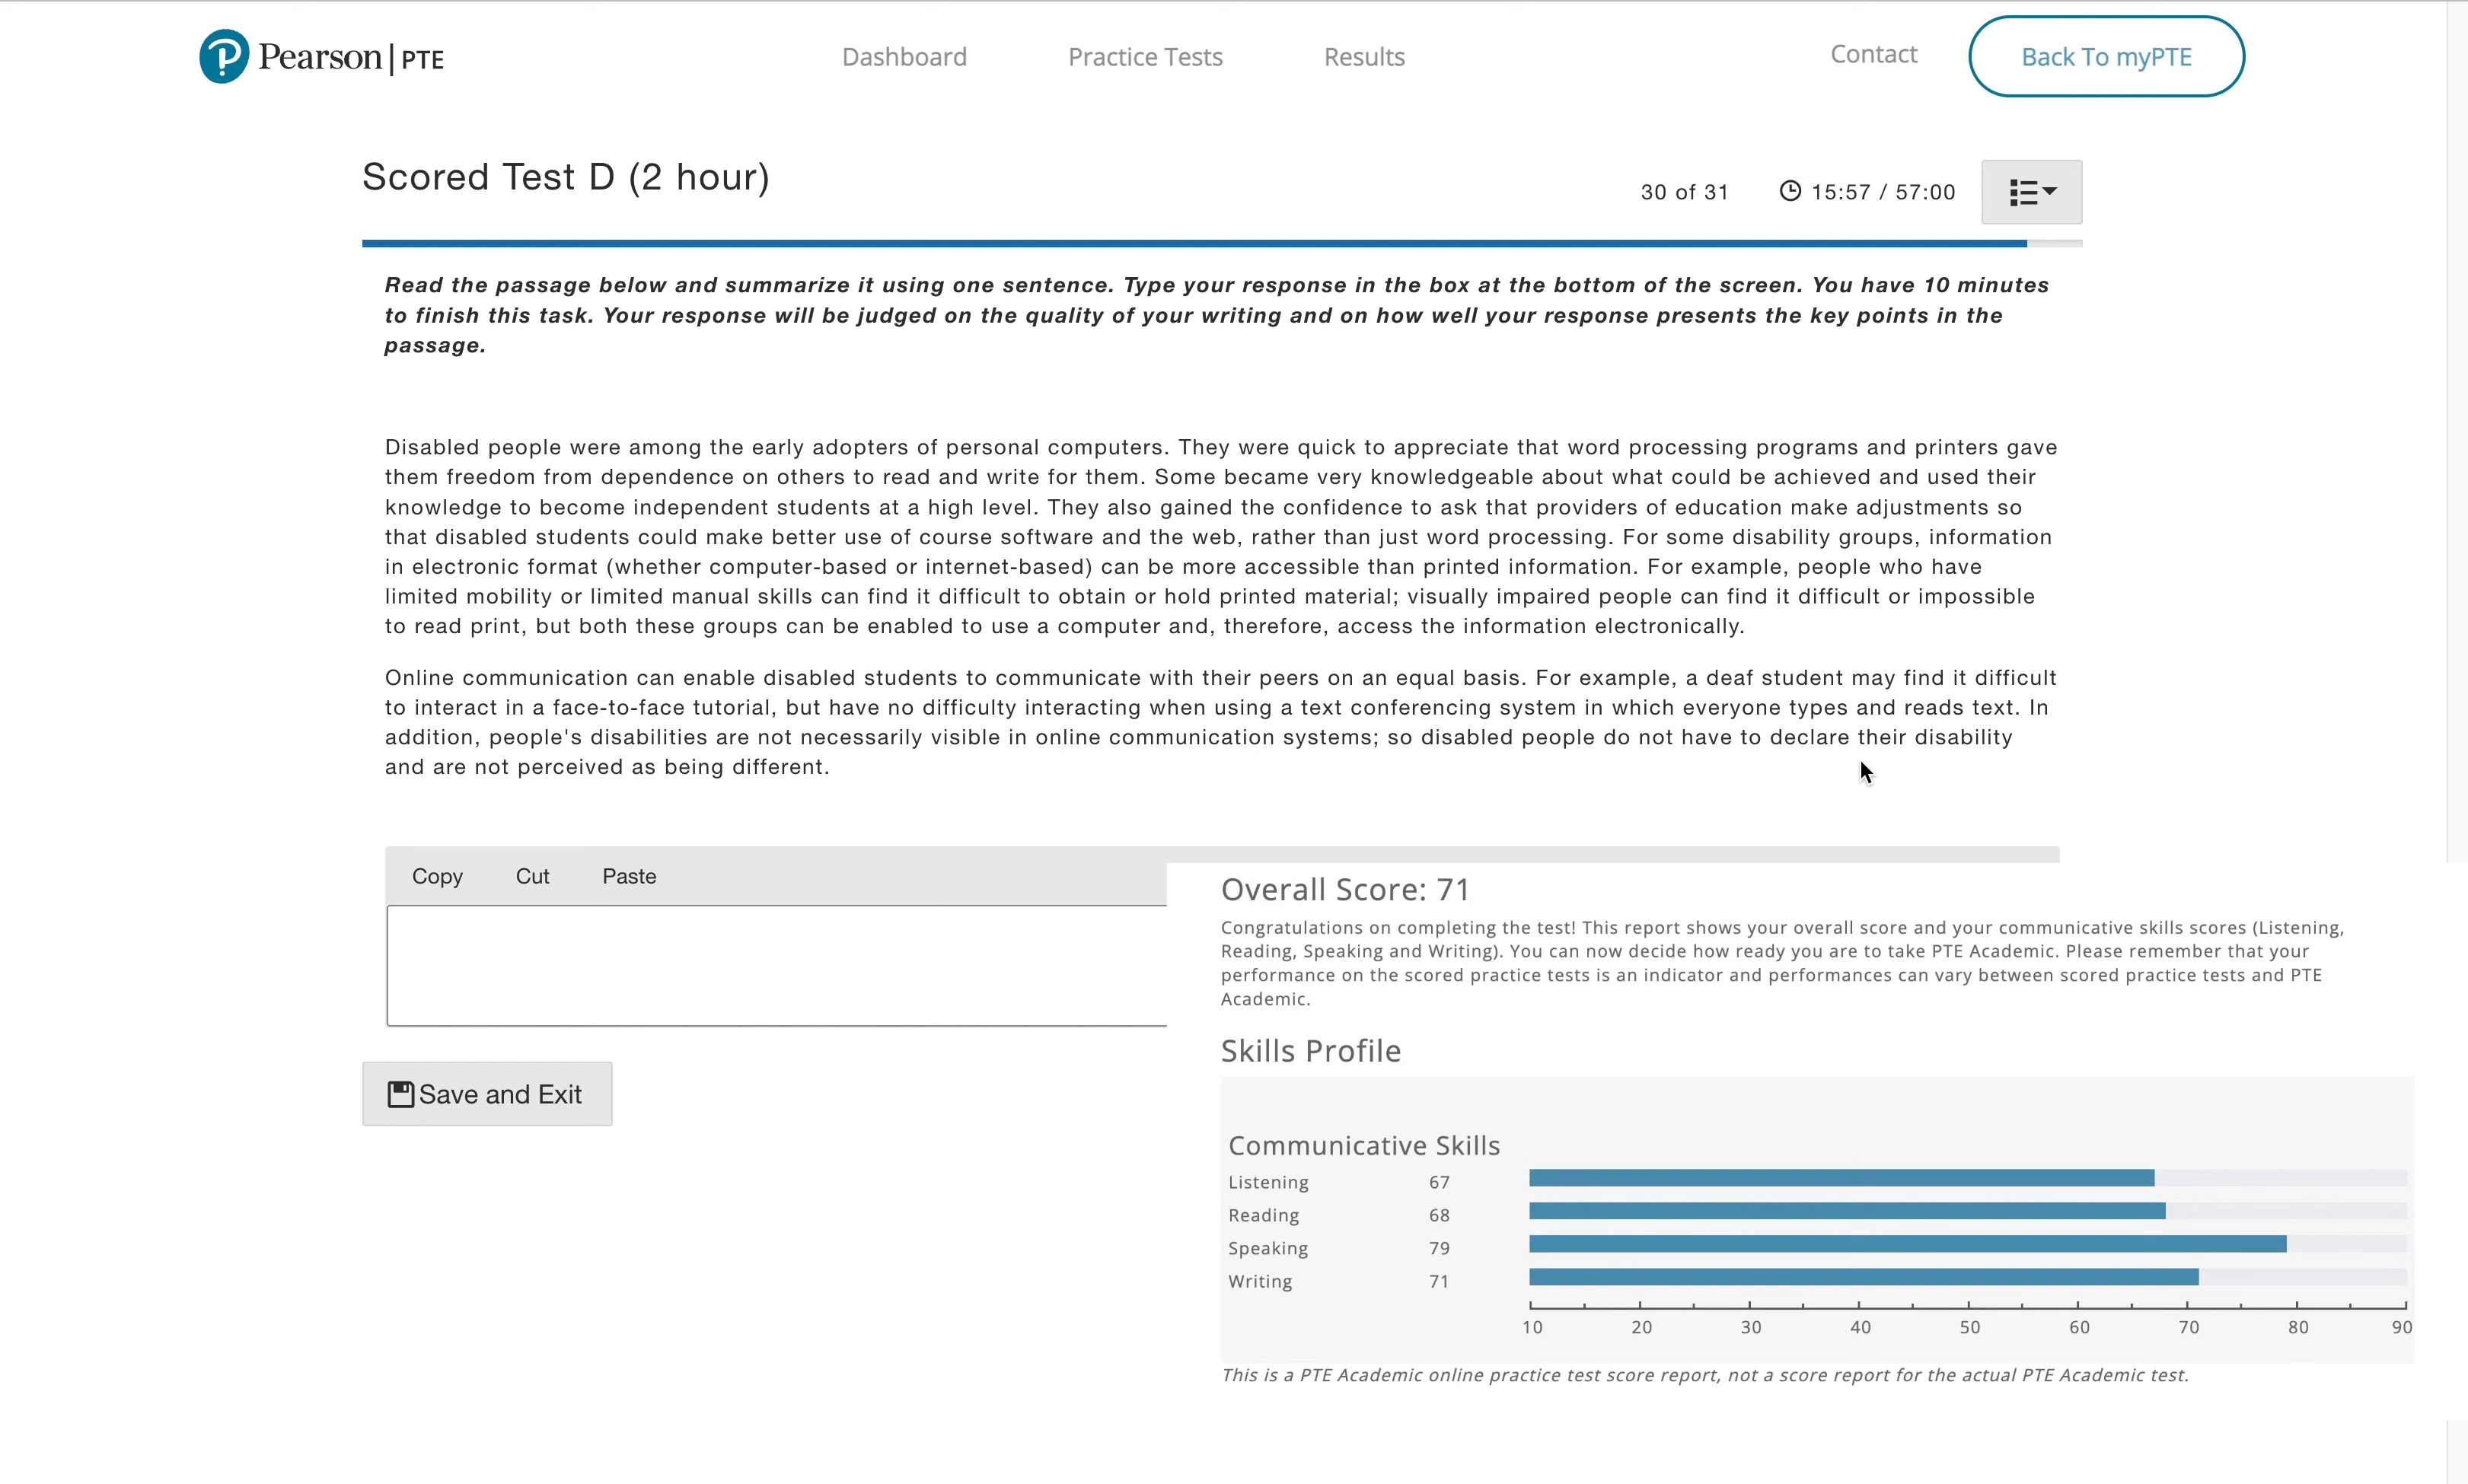 Pearson | PTE
Dashboard
Practice Tests
Results
Contact
Back To myPTE
Scored Test D (2 hour)
30 of 31
15:57 / 57:00
Read the passage below and summarize it using one sentence. Type your response in the box at the bottom of the screen. You have 10 minutes
to finish this task. Your response will be judged on the quality of your writing and on how well your response presents the key points in the
passage.
Disabled people were among the early adopters of personal computers. They were quick to appreciate that word processing programs and printers gave
them freedom from dependence on others to read and write for them. Some became very knowledgeable about what could be achieved and used their
knowledge to become independent students at a high level. They also gained the confidence to ask that providers of education make adjustments so
that disabled students could make better use of course software and the web, rather than just word processing. For some disability groups, information
in electronic format (whether computer-based or internet-based) can be more accessible than printed information. For example, people who have
limited mobility or limited manual skills can find it difficult to obtain or hold printed material; visually impaired people can find it difficult or impossible
to read print, but both these groups can be enabled to use a computer and, therefore, access the information electronically.
Online communication can enable disabled students to communicate with their peers on an equal basis. For example, a deaf student may find it difficult
to interact in a face-to-face tutorial, but have no difficulty interacting when using a text conferencing system in which everyone types and reads text. In
addition, people's disabilities are not necessarily visible in online communication systems; so disabled people do not have to declare their disability
and are not perceived as being different.
Copy
Cut
Paste
Save and Exit
Overall Score: 71
Congratulations on completing the test! This report shows your overall score and your communicative skills scores (Listening,
Reading, Speaking and Writing). You can now decide how ready you are to take PTE Academic. Please remember that your
performance on the scored practice tests is an indicator and performances can vary between scored practice tests and PTE
Academic.
Skills Profile
Communicative Skills
Listening 67
Reading 68
Speaking 79
Writing 71
10 20 30 40 50 60 70 80 90
This is a PTE Academic online practice test score report, not a score report for the actual PTE Academic test.